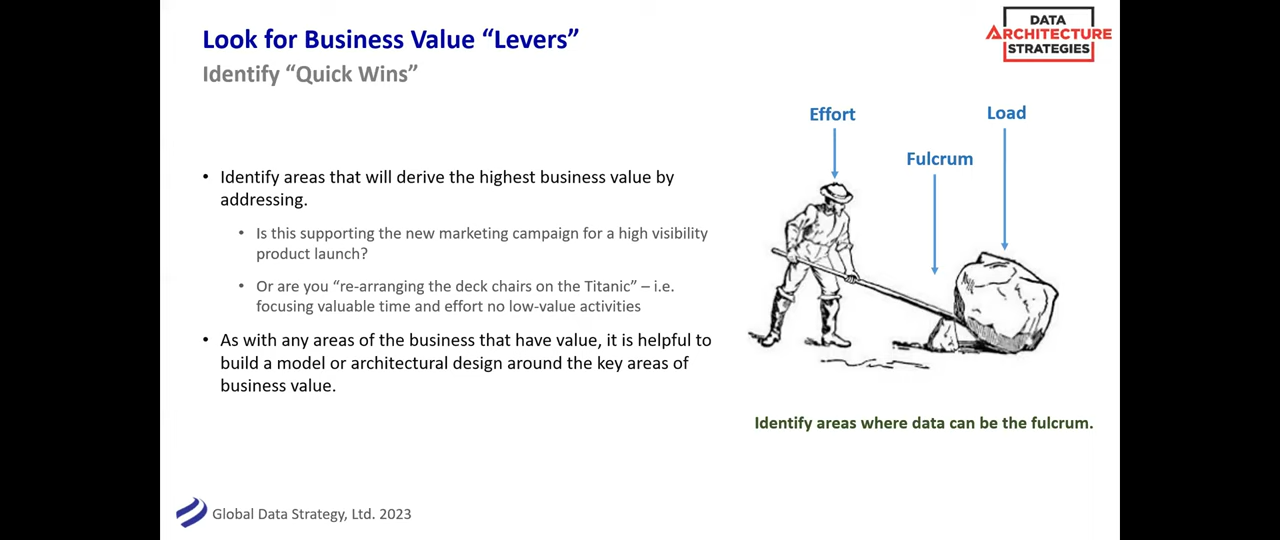 Look for Business Value “Levers”
Identify “Quick Wins”
DATA
ARCHITECTURE
STRATEGIES
Effort
Load
Fulcrum
• Identify areas that will derive the highest business value by
addressing.
• Is this supporting the new marketing campaign for a high visibility
product launch?
• Or are you “re-arranging the deck chairs on the Titanic” – i.e.
focusing valuable time and effort no low-value activities
• As with any areas of the business that have value, it is helpful to
build a model or architectural design around the key areas of
business value.
Identify areas where data can be the fulcrum.
Global Data Strategy, Ltd. 2023